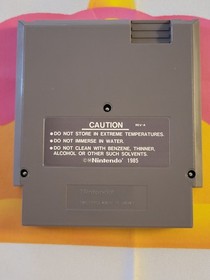 CAUTION REV-A
● DO NOT STORE IN EXTREME TEMPERATURES.
● DO NOT IMMERSE IN WATER.
● DO NOT CLEAN WITH BENZENE, THINNER,
ALCOHOL OR OTHER SUCH SOLVENTS.
©Nintendo® 1985